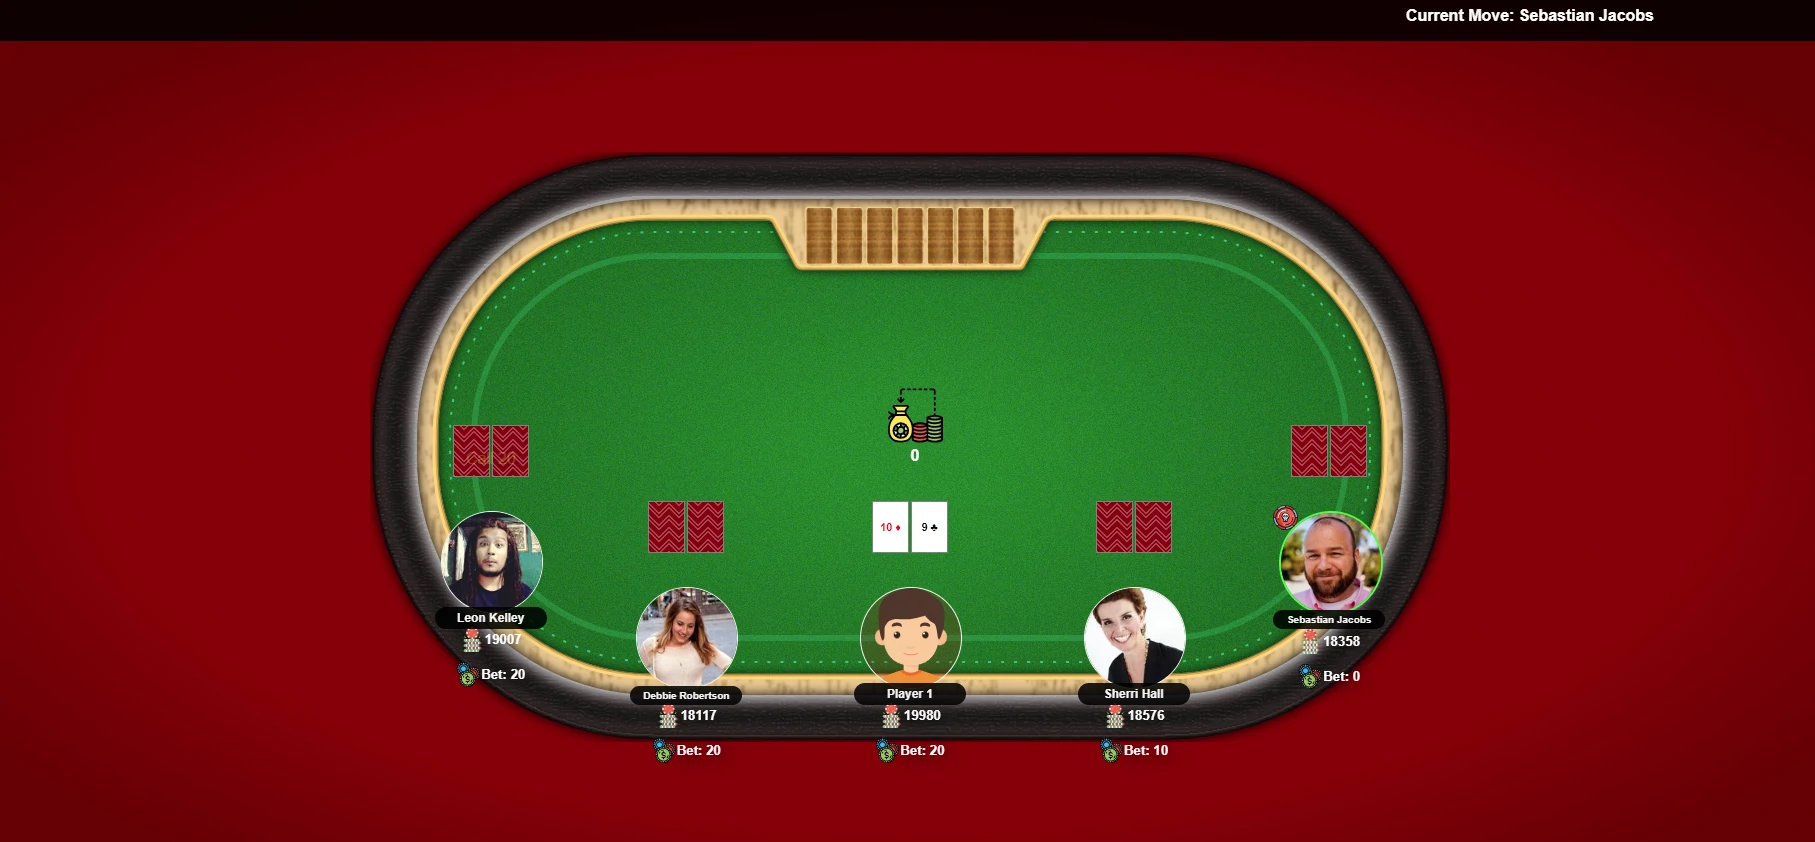 Current Move: Sebastian Jacobs
0
10 ♦
9 ♣
Leon Kelley
19007
Bet: 20
Debbie Robertson
18117
Bet: 20
Player 1
19980
Bet: 20
Sherri Hall
18576
Bet: 10
Sebastian Jacobs
18358
Bet: 0